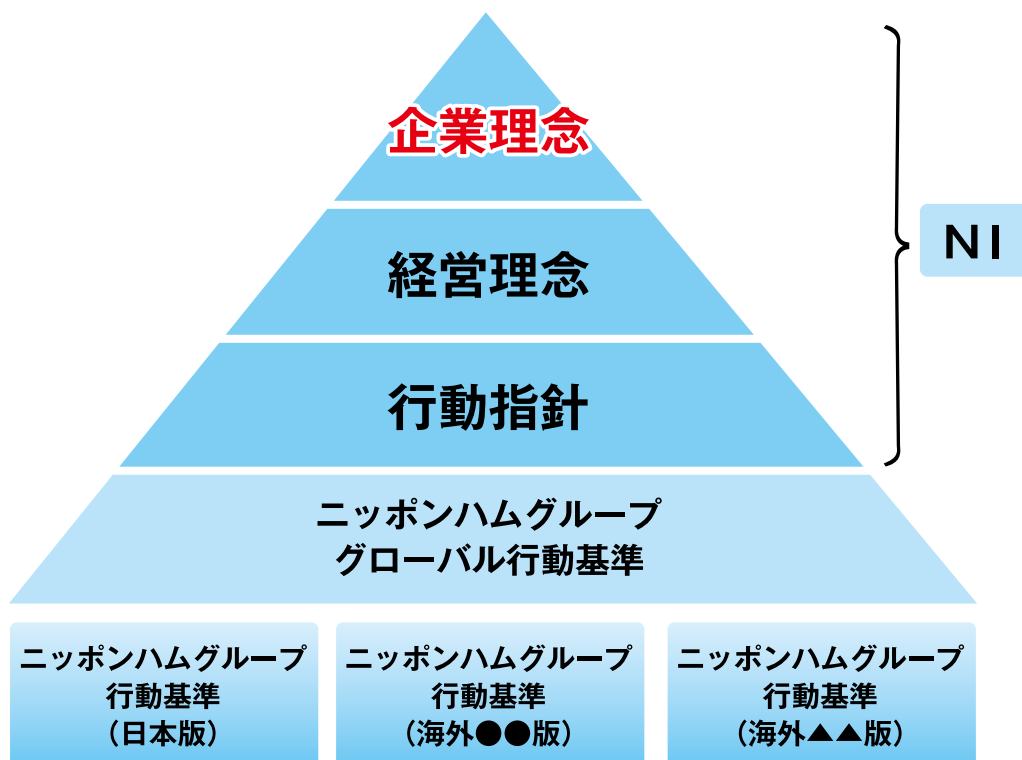 企業理念
NI
経営理念
行動指針
ニッポンハムグループ
グローバル行動基準
ニッポンハムグループ
行動基準
(日本版)
ニッポンハムグループ
行動基準
(海外●●版)
ニッポンハムグループ
行動基準
(海外▲▲版)